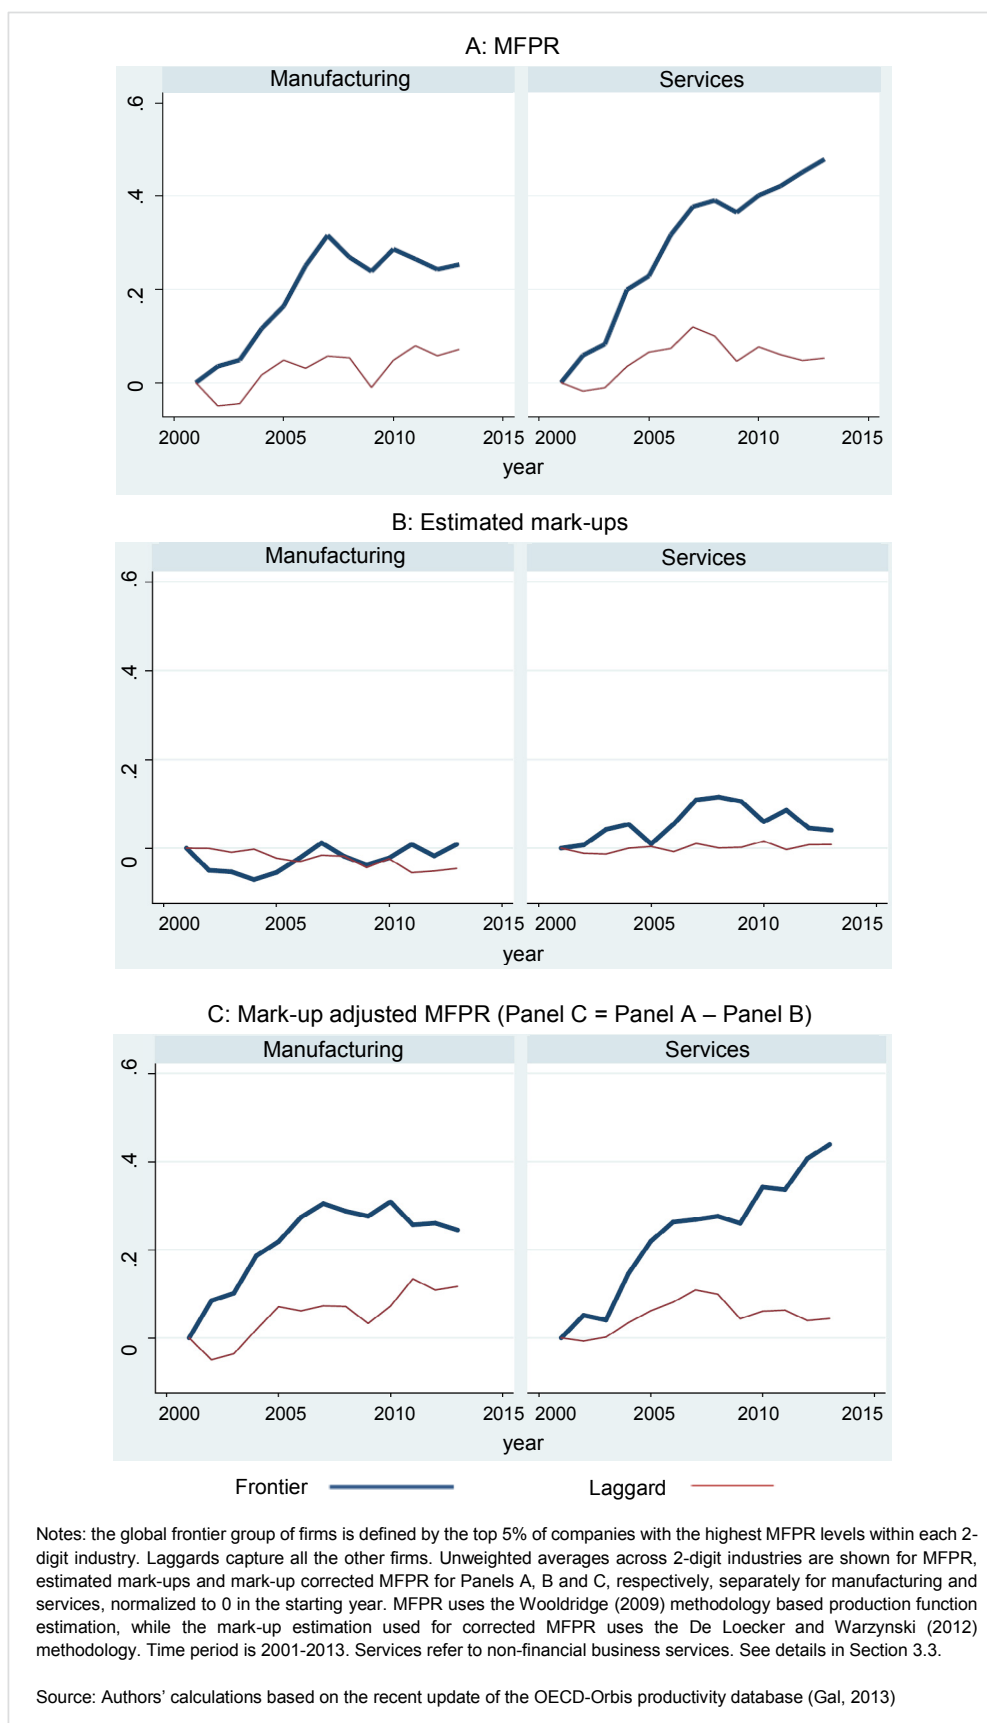 A: MFPR
Manufacturing
Services
.6
.4
.2
0
2000 2005 2010 2015 2000 2005 2010 2015
year
B: Estimated mark-ups
Manufacturing
Services
.6
.4
.2
0
2000 2005 2010 2015 2000 2005 2010 2015
year
C: Mark-up adjusted MFPR (Panel C = Panel A – Panel B)
Manufacturing
Services
.6
.4
.2
0
2000 2005 2010 2015 2000 2005 2010 2015
year
Frontier
Laggard
Notes: the global frontier group of firms is defined by the top 5% of companies with the highest MFPR levels within each 2-
digit industry. Laggards capture all the other firms. Unweighted averages across 2-digit industries are shown for MFPR,
estimated mark-ups and mark-up corrected MFPR for Panels A, B and C, respectively, separately for manufacturing and
services, normalized to 0 in the starting year. MFPR uses the Wooldridge (2009) methodology based production function
estimation, while the mark-up estimation used for corrected MFPR uses the De Loecker and Warzynski (2012)
methodology. Time period is 2001-2013. Services refer to non-financial business services. See details in Section 3.3.
Source: Authors’ calculations based on the recent update of the OECD-Orbis productivity database (Gal, 2013)